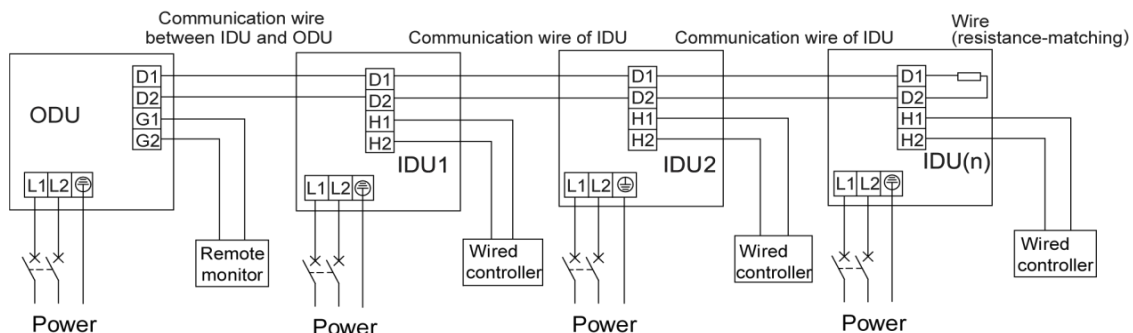 Communication wire
between IDU and ODU
Communication wire of IDU
Communication wire of IDU
Wire
(resistance-matching)
ODU
D1
D2
G1
G2
L1 L2
Remote
monitor
Power
D1
D2
H1
H2
IDU1
L1 L2
Wired
controller
Power
D1
D2
H1
H2
IDU2
L1 L2
Wired
controller
Power
D1
D2
H1
H2
IDU(n)
L1 L2
Wired
controller
Power